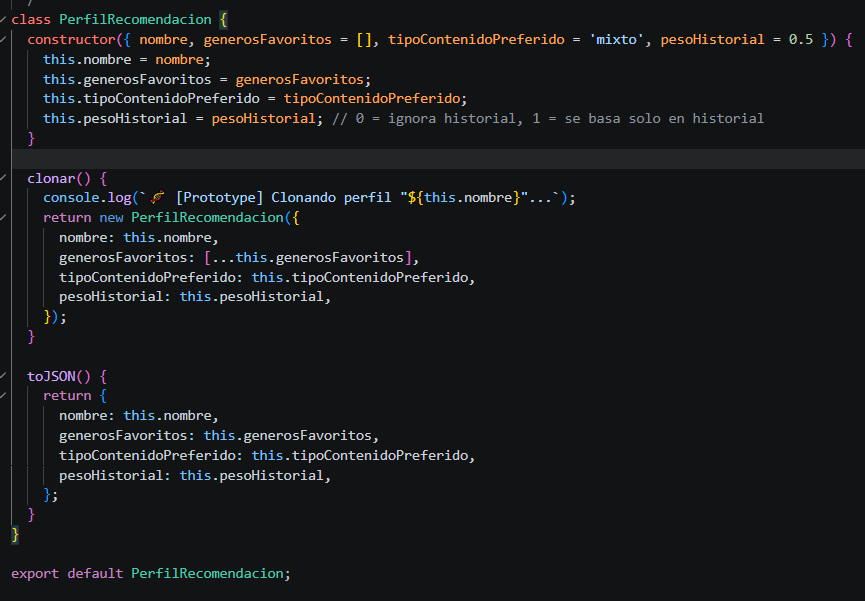 class PerfilRecomendacion {
  constructor({ nombre, generosFavoritos = [], tipoContenidoPreferido = 'mixto', pesoHistorial = 0.5 }) {
    this.nombre = nombre;
    this.generosFavoritos = generosFavoritos;
    this.tipoContenidoPreferido = tipoContenidoPreferido;
    this.pesoHistorial = pesoHistorial; // 0 = ignora historial, 1 = se basa solo en historial
  }

  clonar() {
    console.log(`🧬 [Prototype] Clonando perfil "${this.nombre}"...`);
    return new PerfilRecomendacion({
      nombre: this.nombre,
      generosFavoritos: [...this.generosFavoritos],
      tipoContenidoPreferido: this.tipoContenidoPreferido,
      pesoHistorial: this.pesoHistorial,
    });
  }

  toJSON() {
    return {
      nombre: this.nombre,
      generosFavoritos: this.generosFavoritos,
      tipoContenidoPreferido: this.tipoContenidoPreferido,
      pesoHistorial: this.pesoHistorial,
    };
  }
}

export default PerfilRecomendacion;